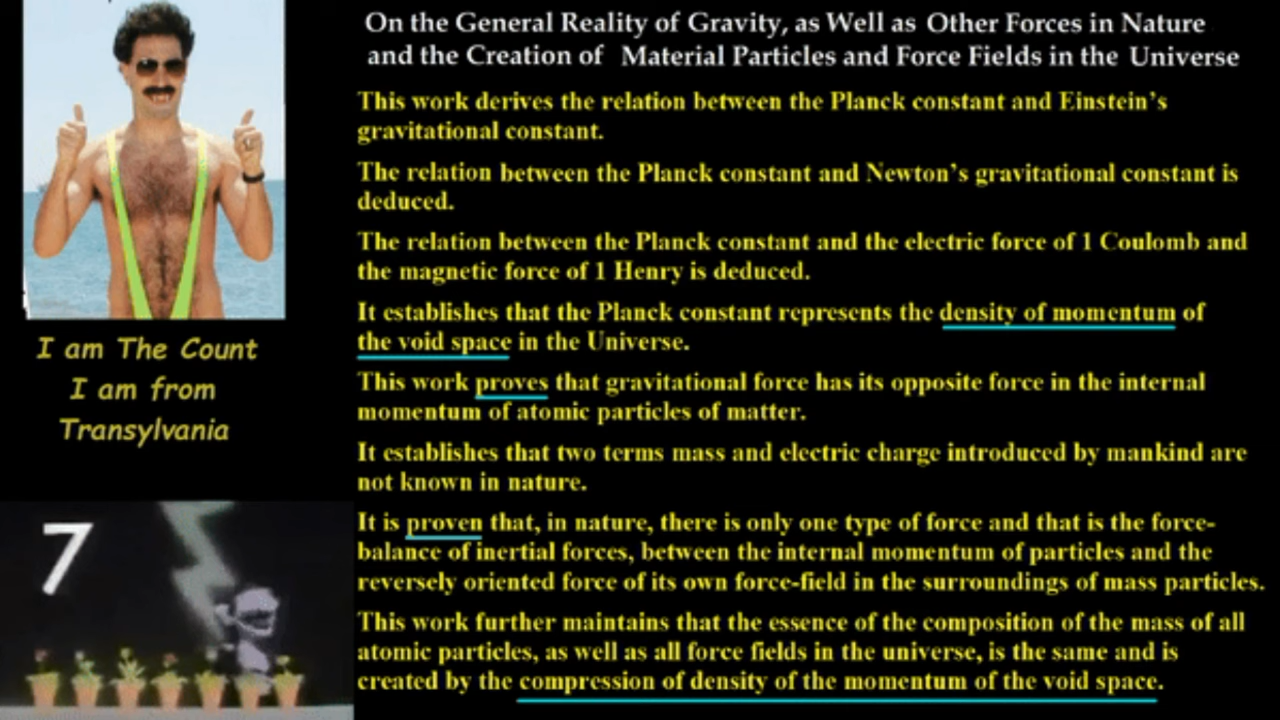 On the General Reality of Gravity, as Well as Other Forces in Nature
and the Creation of Material Particles and Force Fields in the Universe
This work derives the relation between the Planck constant and Einstein's
gravitational constant.
The relation between the Planck constant and Newton's gravitational constant is
deduced.
The relation between the Planck constant and the electric force of 1 Coulomb and
the magnetic force of 1 Henry is deduced.
It establishes that the Planck constant represents the density of momentum of
the void space in the Universe.
This work proves that gravitational force has its opposite force in the internal
momentum of atomic particles of matter.
It establishes that two terms mass and electric charge introduced by mankind are
not known in nature.
It is proven that, in nature, there is only one type of force and that is the force-
balance of inertial forces, between the internal momentum of particles and the
reversely oriented force of its own force-field in the surroundings of mass particles.
This work further maintains that the essence of the composition of the mass of all
atomic particles, as well as all force fields in the universe, is the same and is
created by the compression of density of the momentum of the void space.
I am The Count
I am from
Transylvania
7